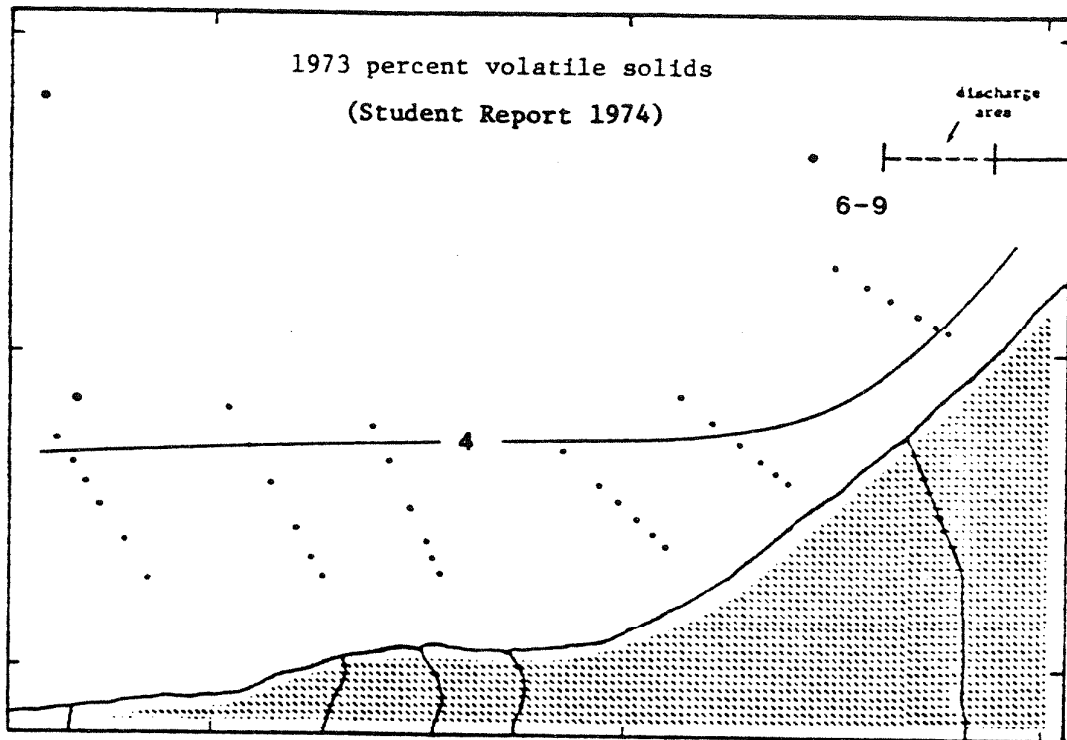 1973 percent volatile solids
(Student Report 1974)
discharge
area
6-9
4